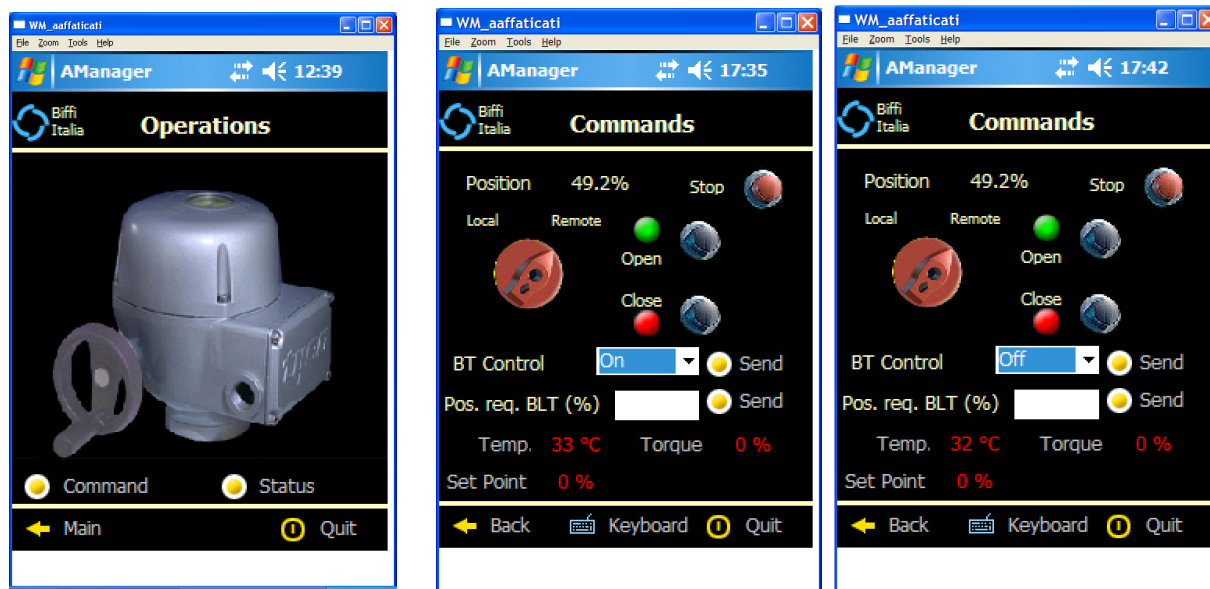 WM_aaffaticati
File Zoom Tools Help
AManager 12:39
Biffi
Italia
Operations
Command Status
Main Quit
WM_aaffaticati
File Zoom Tools Help
AManager 17:35
Biffi
Italia
Commands
Position 49.2% Stop
Local Remote
Open
Close
BT Control On Send
Pos. req. BLT (%) Send
Temp. 33 °C Torque 0 %
Set Point 0 %
Back Keyboard Quit
WM_aaffaticati
File Zoom Tools Help
AManager 17:42
Biffi
Italia
Commands
Position 49.2% Stop
Local Remote
Open
Close
BT Control Off Send
Pos. req. BLT (%) Send
Temp. 32 °C Torque 0 %
Set Point 0 %
Back Keyboard Quit